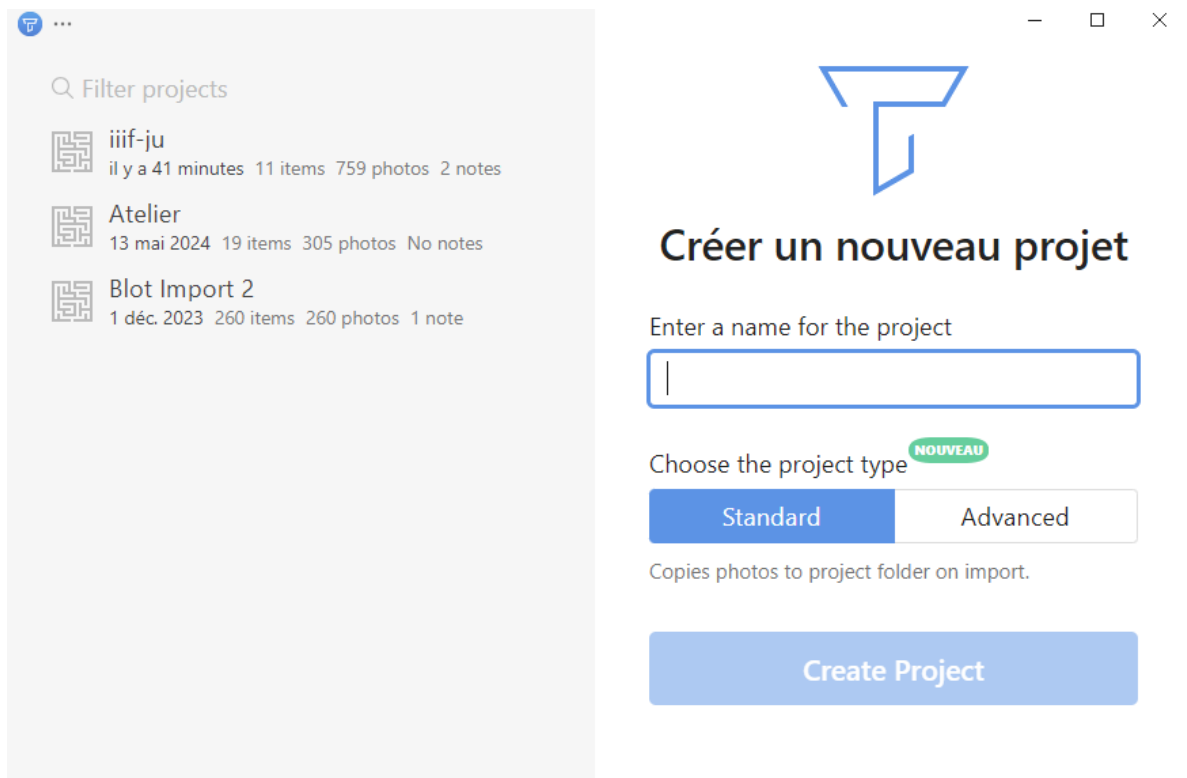 Filter projects
iiif-ju
il y a 41 minutes 11 items 759 photos 2 notes
Atelier
13 mai 2024 19 items 305 photos No notes
Blot Import 2
1 déc. 2023 260 items 260 photos 1 note
Créer un nouveau projet
Enter a name for the project
Choose the project type NOUVEAU
Standard Advanced
Copies photos to project folder on import.
Create Project